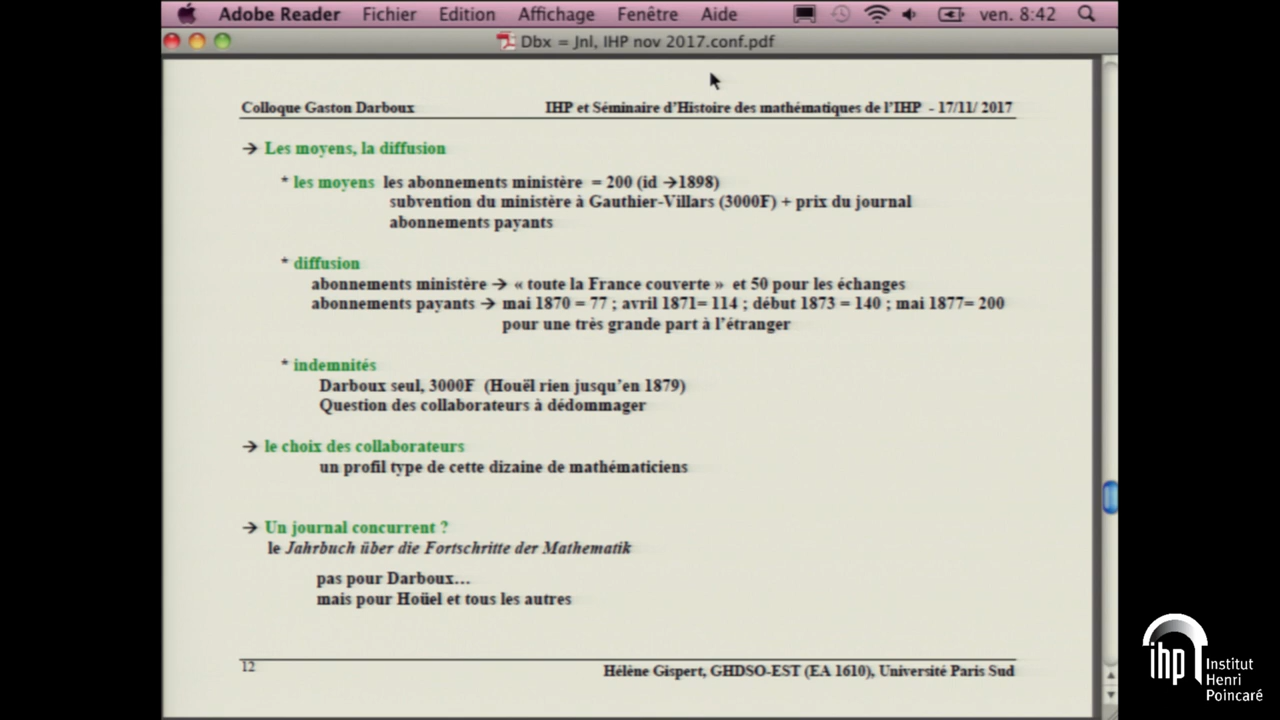 Adobe Reader Fichier Edition Affichage Fenêtre Aide ven. 8:42
Dbx = Jnl, IHP nov 2017.conf.pdf
Colloque Gaston Darboux IHP et Séminaire d'Histoire des mathématiques de l'IHP - 17/11/ 2017
→ Les moyens, la diffusion
* les moyens les abonnements ministère = 200 (id →1898)
subvention du ministère à Gauthier-Villars (3000F) + prix du journal
abonnements payants
* diffusion
abonnements ministère → « toute la France couverte » et 50 pour les échanges
abonnements payants → mai 1870 = 77 ; avril 1871= 114 ; début 1873 = 140 ; mai 1877= 200
pour une très grande part à l'étranger
* indemnités
Darboux seul, 3000F (Houël rien jusqu'en 1879)
Question des collaborateurs à dédommager
→ le choix des collaborateurs
un profil type de cette dizaine de mathématiciens
→ Un journal concurrent ?
le Jahrbuch über die Fortschritte der Mathematik
pas pour Darboux...
mais pour Hoüel et tous les autres
12 Hélène Gispert, GHDSO-EST (EA 1610), Université Paris Sud
ihp Institut
Henri
Poincaré